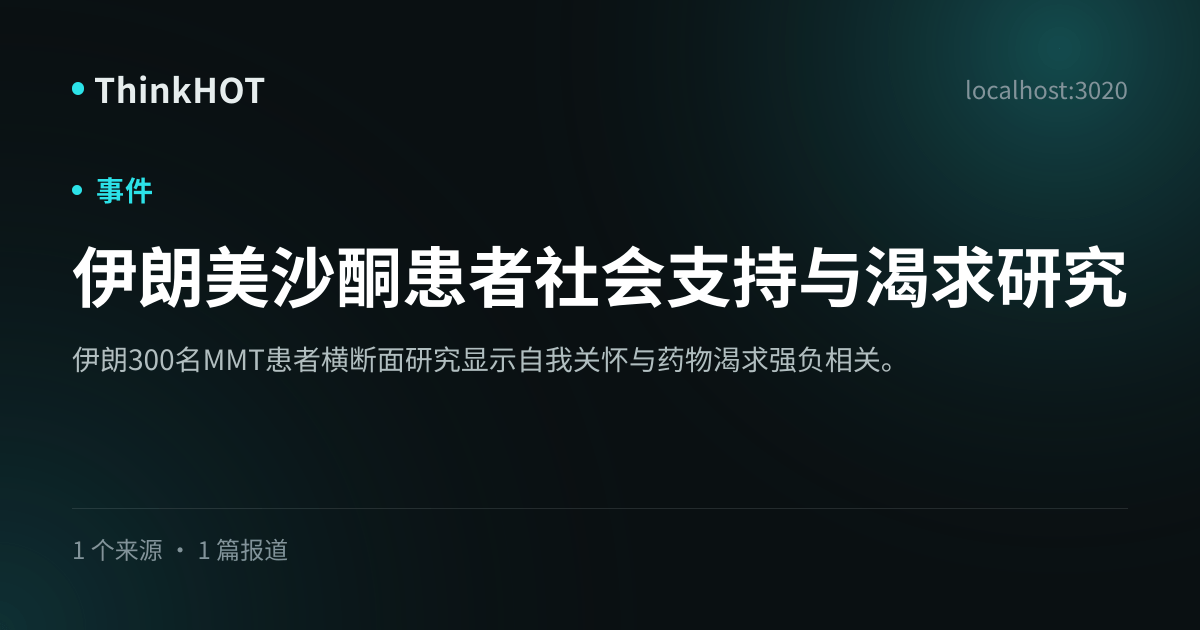 ThinkHOT
localhost:3020
事件
伊朗美沙酮患者社会支持与渴求研究
伊朗300名MMT患者横断面研究显示自我关怀与药物渴求强负相关。
1 个来源 · 1 篇报道